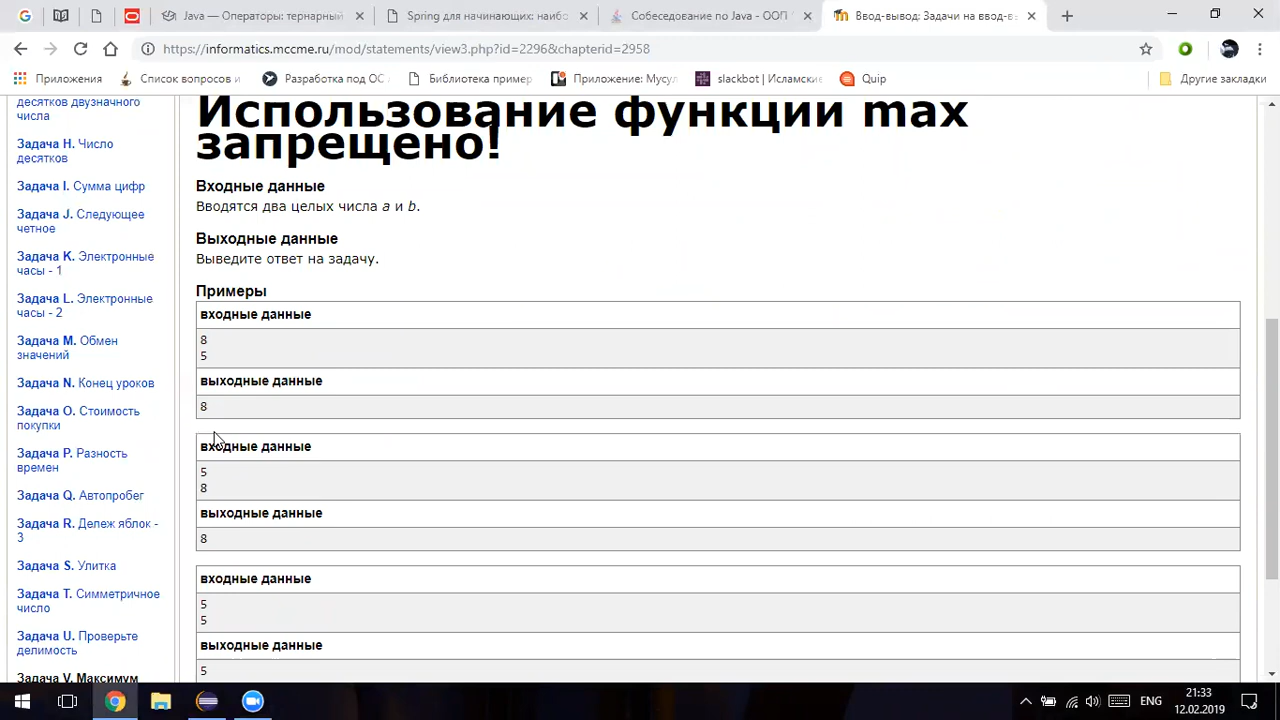 Java — Операторы: тернарный
Spring для начинающих: наибо
Собеседование по Java - ООП
Ввод-вывод: Задачи на ввод-в
https://informatics.mccme.ru/mod/statements/view3.php?id=2296&chapterid=2958
Приложения
Список вопросов и
Разработка под ОС
Библиотека пример
Приложение: Мусул
slackbot | Исламские
Quip
Другие закладки
десятков двузначного
числа
Задача H. Число
десятков
Задача I. Сумма цифр
Задача J. Следующее
четное
Задача K. Электронные
часы - 1
Задача L. Электронные
часы - 2
Задача M. Обмен
значений
Задача N. Конец уроков
Задача O. Стоимость
покупки
Задача P. Разность
времен
Задача Q. Автопробег
Задача R. Дележ яблок -
3
Задача S. Улитка
Задача T. Симметричное
число
Задача U. Проверьте
делимость
Задача V. Максимум
Использование функции max
запрещено!
Входные данные
Вводятся два целых числа a и b.
Выходные данные
Выведите ответ на задачу.
Примеры
входные данные
8
5
выходные данные
8
входные данные
5
8
выходные данные
8
входные данные
5
5
выходные данные
5
ENG
21:33
12.02.2019